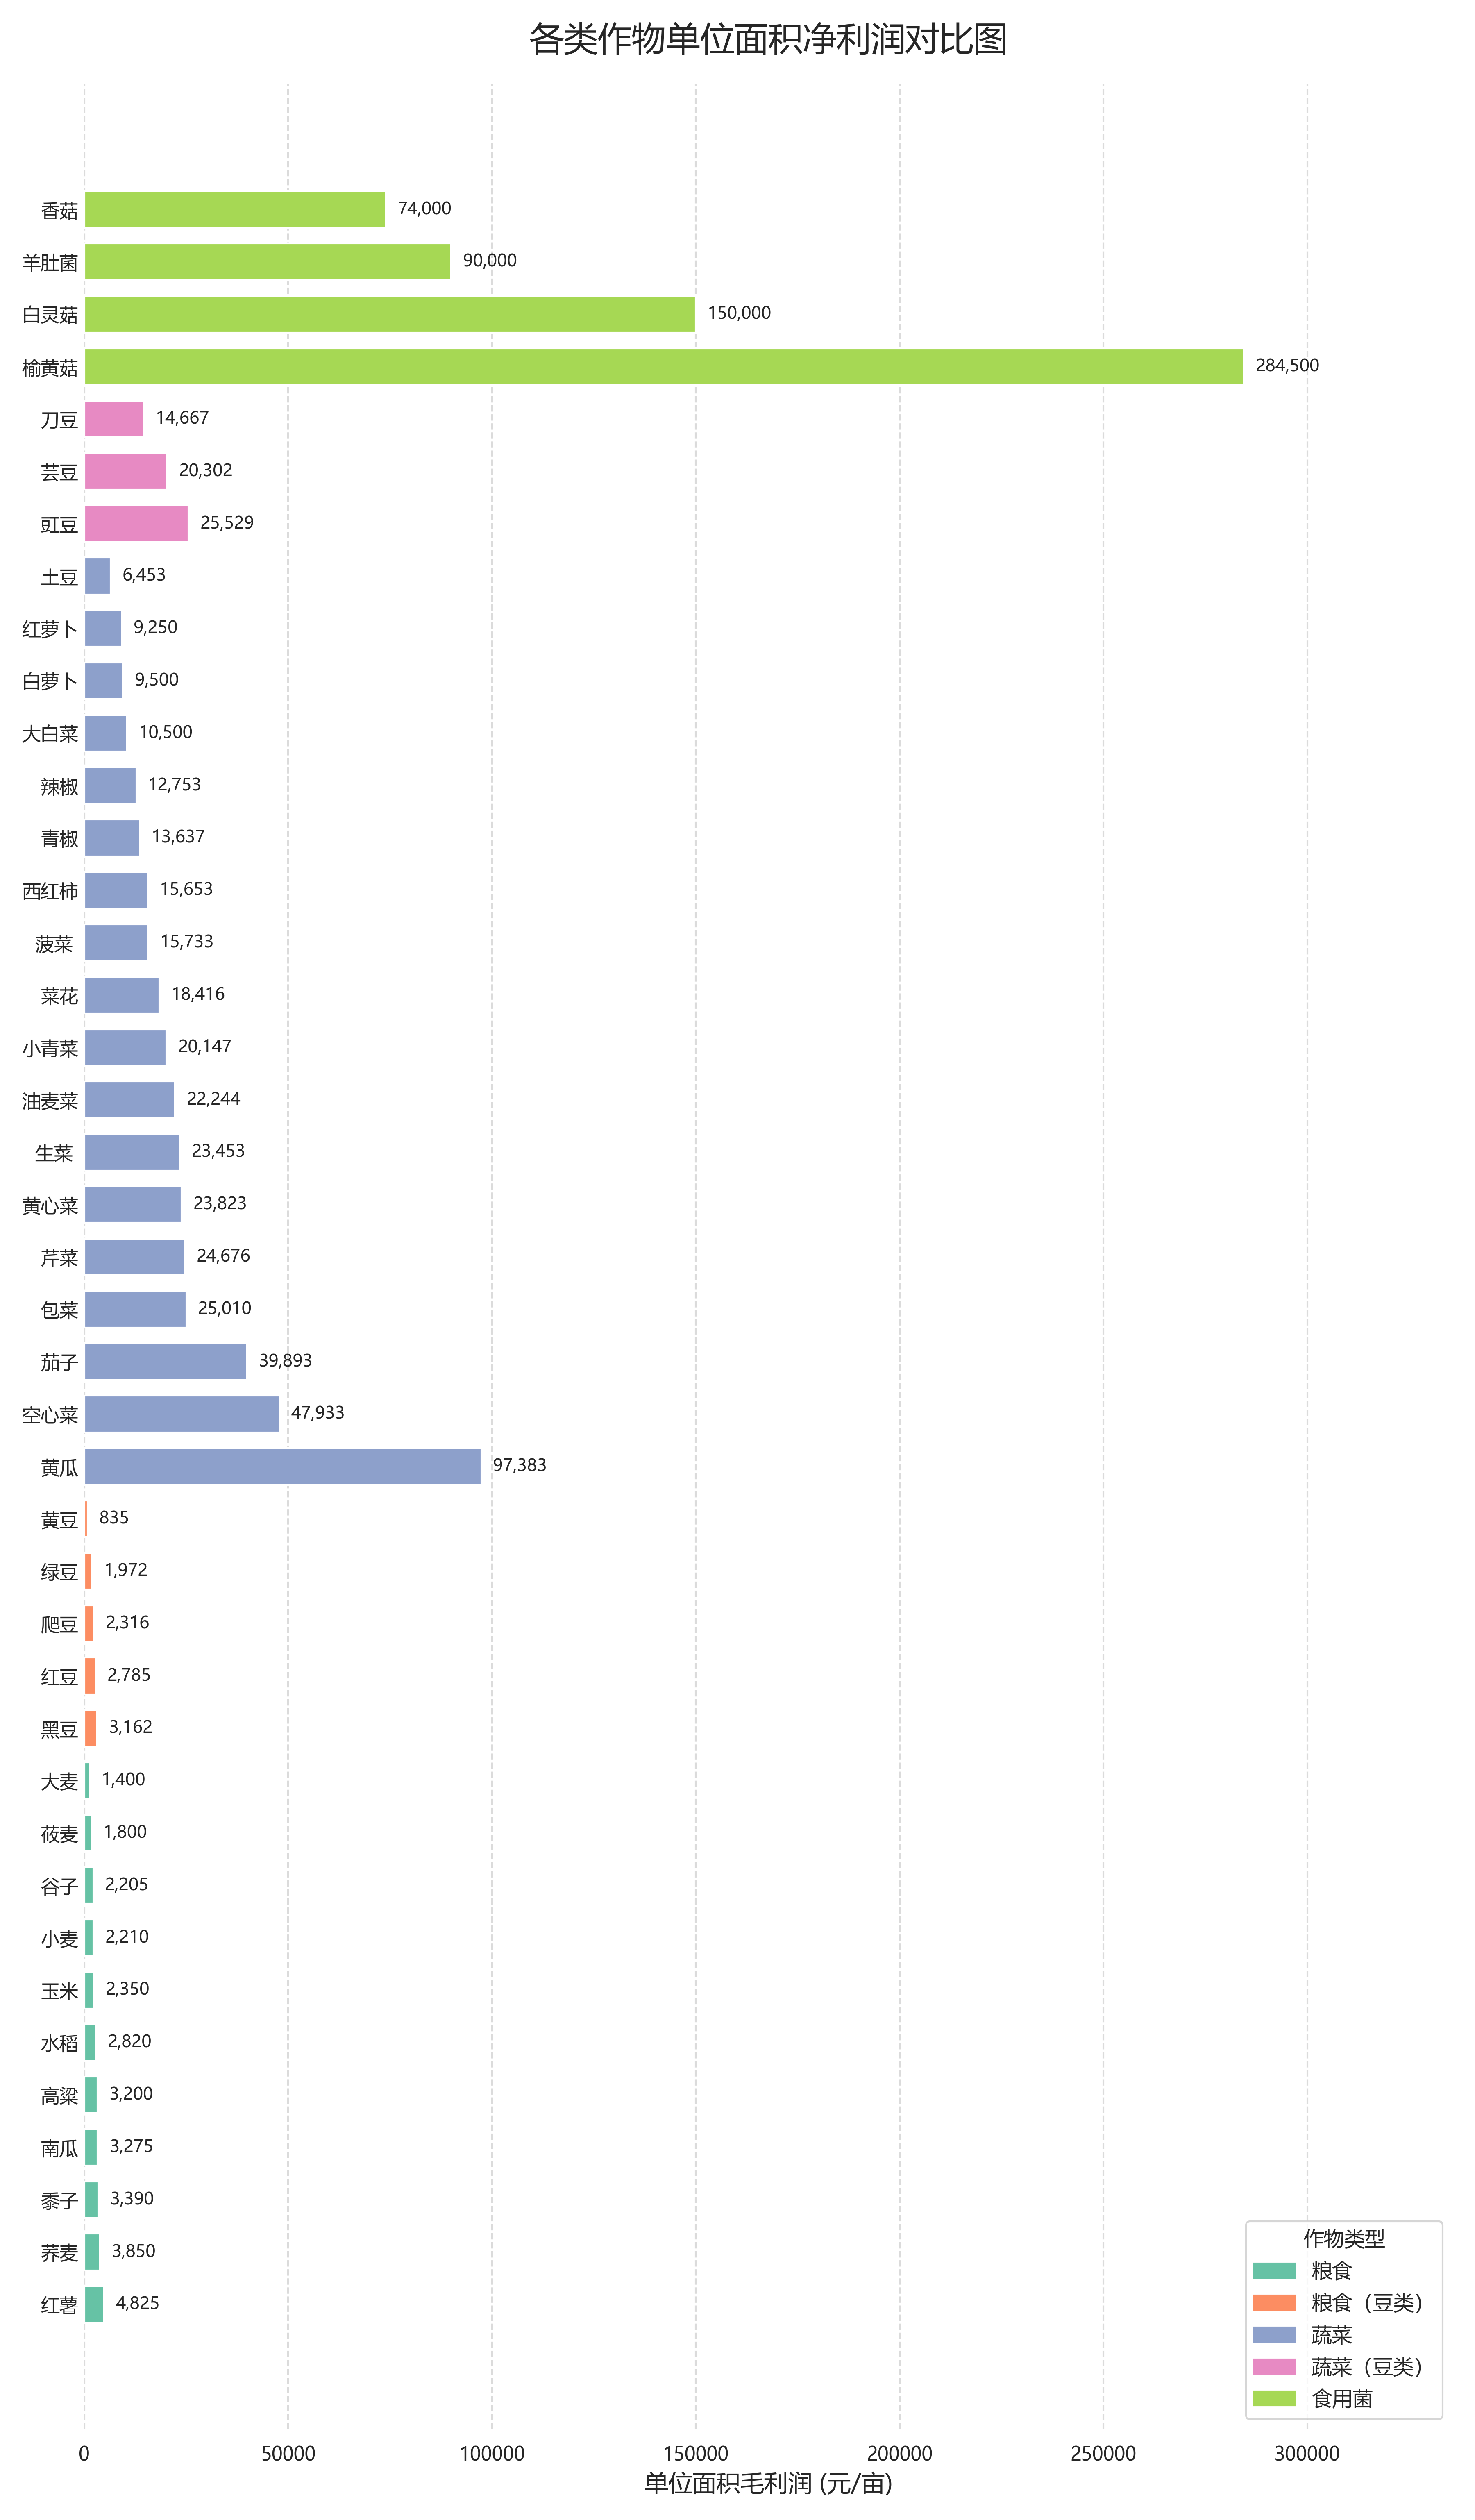 各类作物单位面积净利润对比图
香菇 74,000
羊肚菌 90,000
白灵菇 150,000
榆黄菇 284,500
刀豆 14,667
芸豆 20,302
豇豆 25,529
土豆 6,453
红萝卜 9,250
白萝卜 9,500
大白菜 10,500
辣椒 12,753
青椒 13,637
西红柿 15,653
菠菜 15,733
菜花 18,416
小青菜 20,147
油麦菜 22,244
生菜 23,453
黄心菜 23,823
芹菜 24,676
包菜 25,010
茄子 39,893
空心菜 47,933
黄瓜 97,383
黄豆 835
绿豆 1,972
爬豆 2,316
红豆 2,785
黑豆 3,162
大麦 1,400
莜麦 1,800
谷子 2,205
小麦 2,210
玉米 2,350
水稻 2,820
高粱 3,200
南瓜 3,275
黍子 3,390
荞麦 3,850
红薯 4,825
作物类型
粮食
粮食（豆类）
蔬菜
蔬菜（豆类）
食用菌
0 50000 100000 150000 200000 250000 300000
单位面积毛利润 (元/亩)